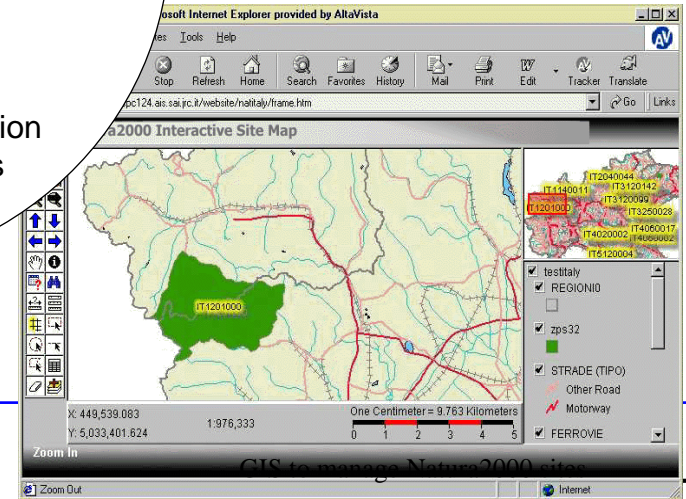 osoft Internet Explorer provided by AltaVista
tes Tools Help
Stop Refresh Home Search Favorites History Mail Print Edit Tracker Translate
pc124.ais.sai.jrc.it/website/natitaly/frame.htm Go Links
ion
s
a2000 Interactive Site Map
IT1201000
IT2040044
IT1140011 IT3120142
IT1201000 IT3120099
IT3250028
IT4020002 IT4060017
IT4060002
IT5120004
testitaly
REGIONI0
zps32
STRADE (TIPO)
Other Road
Motorway
FERROVIE
X: 449,539.083
Y: 5,033,401.624
1:976,333
One Centimeter = 9.763 Kilometers
0 1 2 3 4 5
Zoom In
GIS to manage Natura2000 sites
Zoom Out Internet